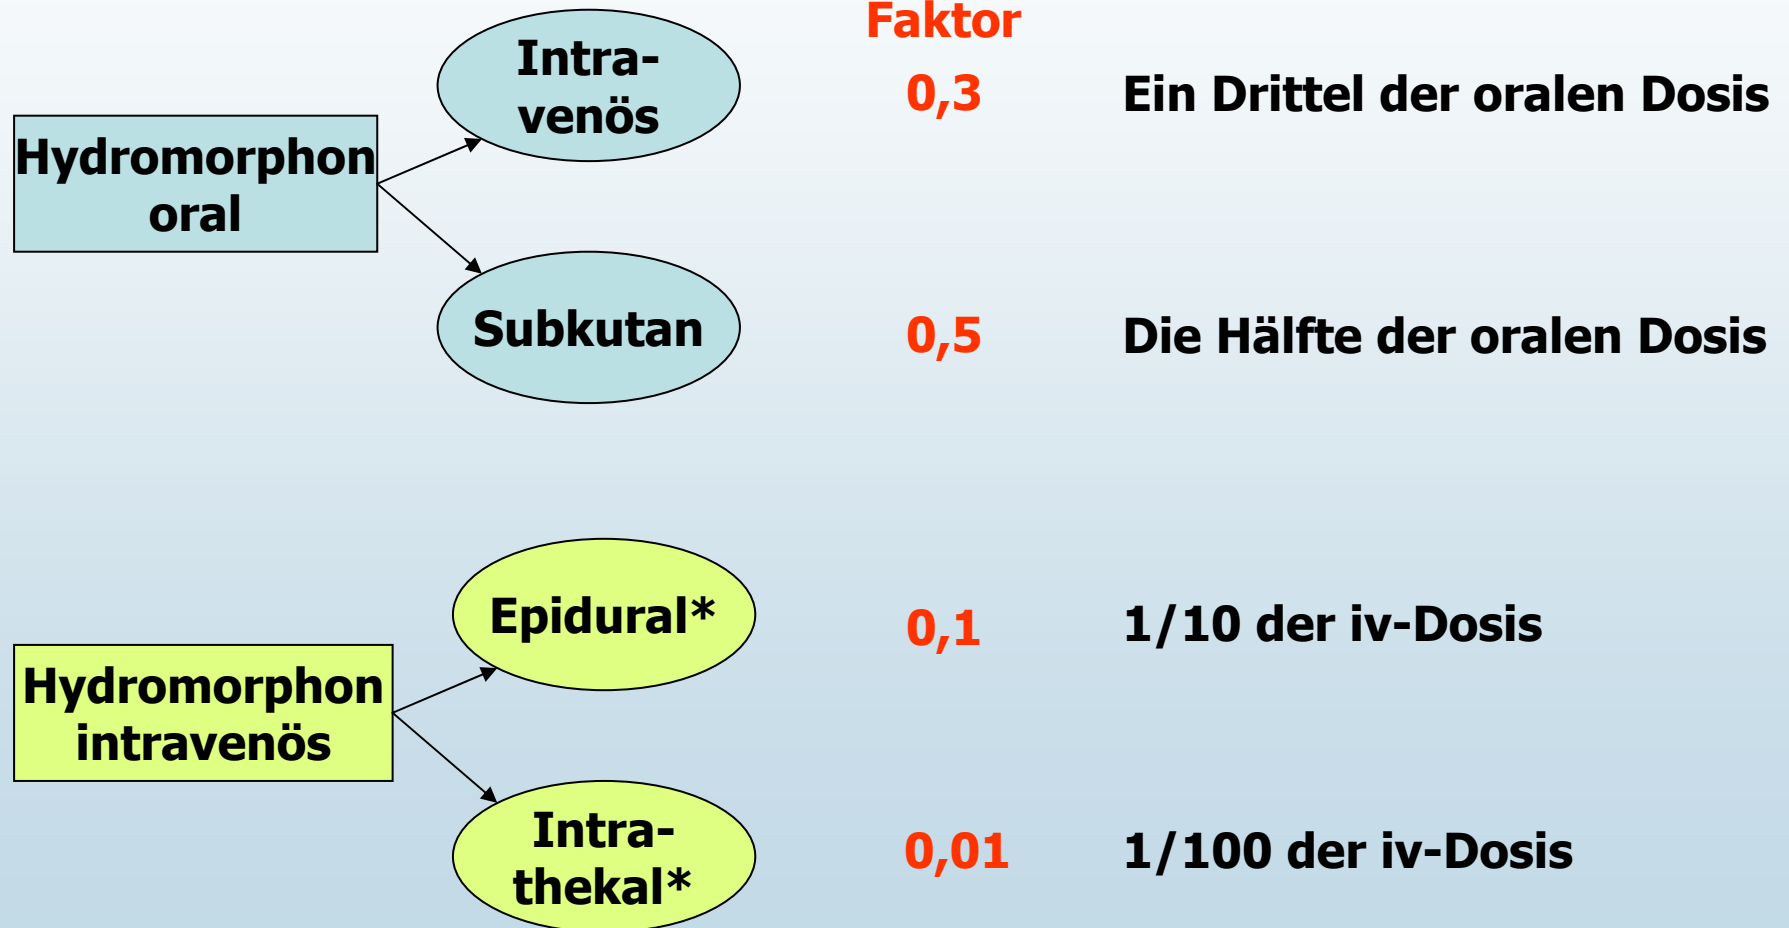 Faktor
Intra-
venös
0,3
Ein Drittel der oralen Dosis
Hydromorphon
oral
Subkutan
0,5
Die Hälfte der oralen Dosis
Epidural*
0,1
1/10 der iv-Dosis
Hydromorphon
intravenös
Intra-
thekal*
0,01
1/100 der iv-Dosis